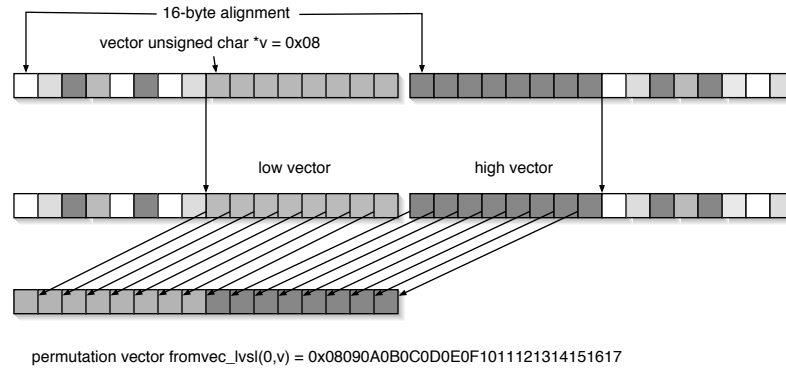 16-byte alignment
vector unsigned char *v = 0x08
low vector
high vector
permutation vector fromvec_lvsl(0,v) = 0x08090A0B0C0D0E0F1011121314151617